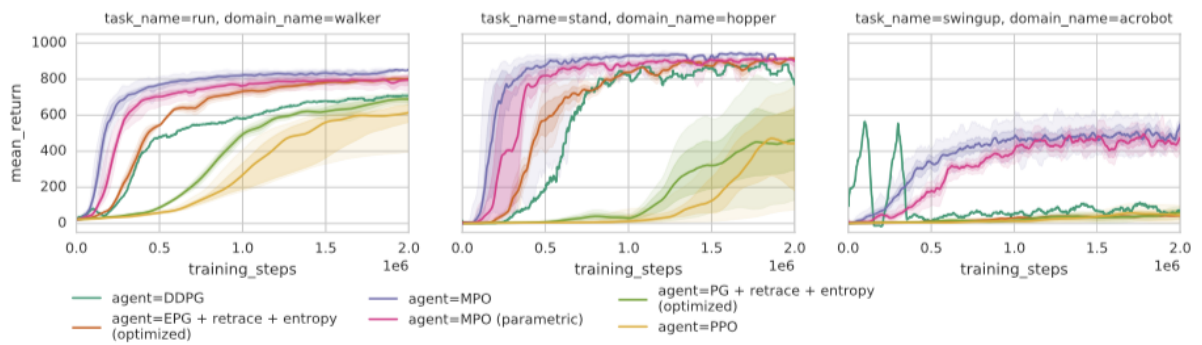 task_name=run, domain_name=walker
task_name=stand, domain_name=hopper
task_name=swingup, domain_name=acrobot
mean_return
1000
800
600
400
200
0
0.0 0.5 1.0 1.5 2.0
1e6
training_steps
0.0 0.5 1.0 1.5 2.0
1e6
training_steps
0.0 0.5 1.0 1.5 2.0
1e6
training_steps
agent=DDPG
agent=EPG + retrace + entropy
(optimized)
agent=MPO
agent=MPO (parametric)
agent=PG + retrace + entropy
(optimized)
agent=PPO